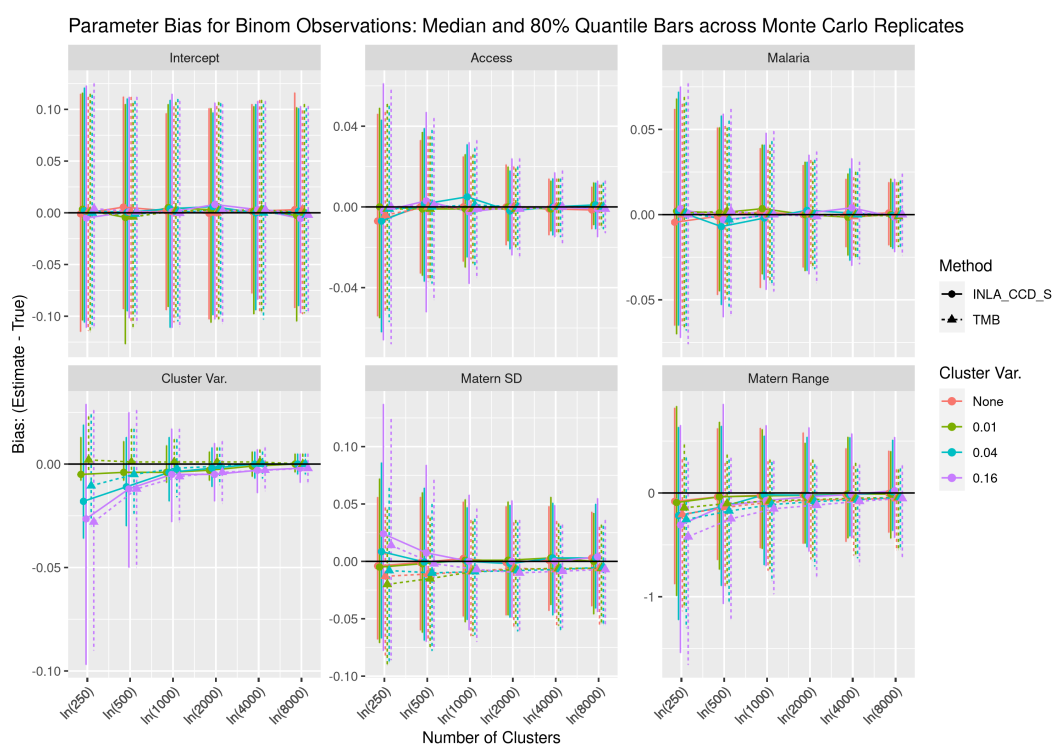 Parameter Bias for Binom Observations: Median and 80% Quantile Bars across Monte Carlo Replicates
Intercept
Access
Malaria
0.10
0.05
0.00
-0.05
-0.10
0.04
0.00
-0.04
0.05
0.00
-0.05
Cluster Var.
Matern SD
Matern Range
0.00
-0.05
-0.10
0.10
0.05
0.00
-0.05
-0.10
0
-1
ln(250)
ln(500)
ln(1000)
ln(2000)
ln(4000)
ln(8000)
ln(250)
ln(500)
ln(1000)
ln(2000)
ln(4000)
ln(8000)
ln(250)
ln(500)
ln(1000)
ln(2000)
ln(4000)
ln(8000)
Number of Clusters
Bias: (Estimate - True)
Method
INLA_CCD_S
TMB
Cluster Var.
None
0.01
0.04
0.16